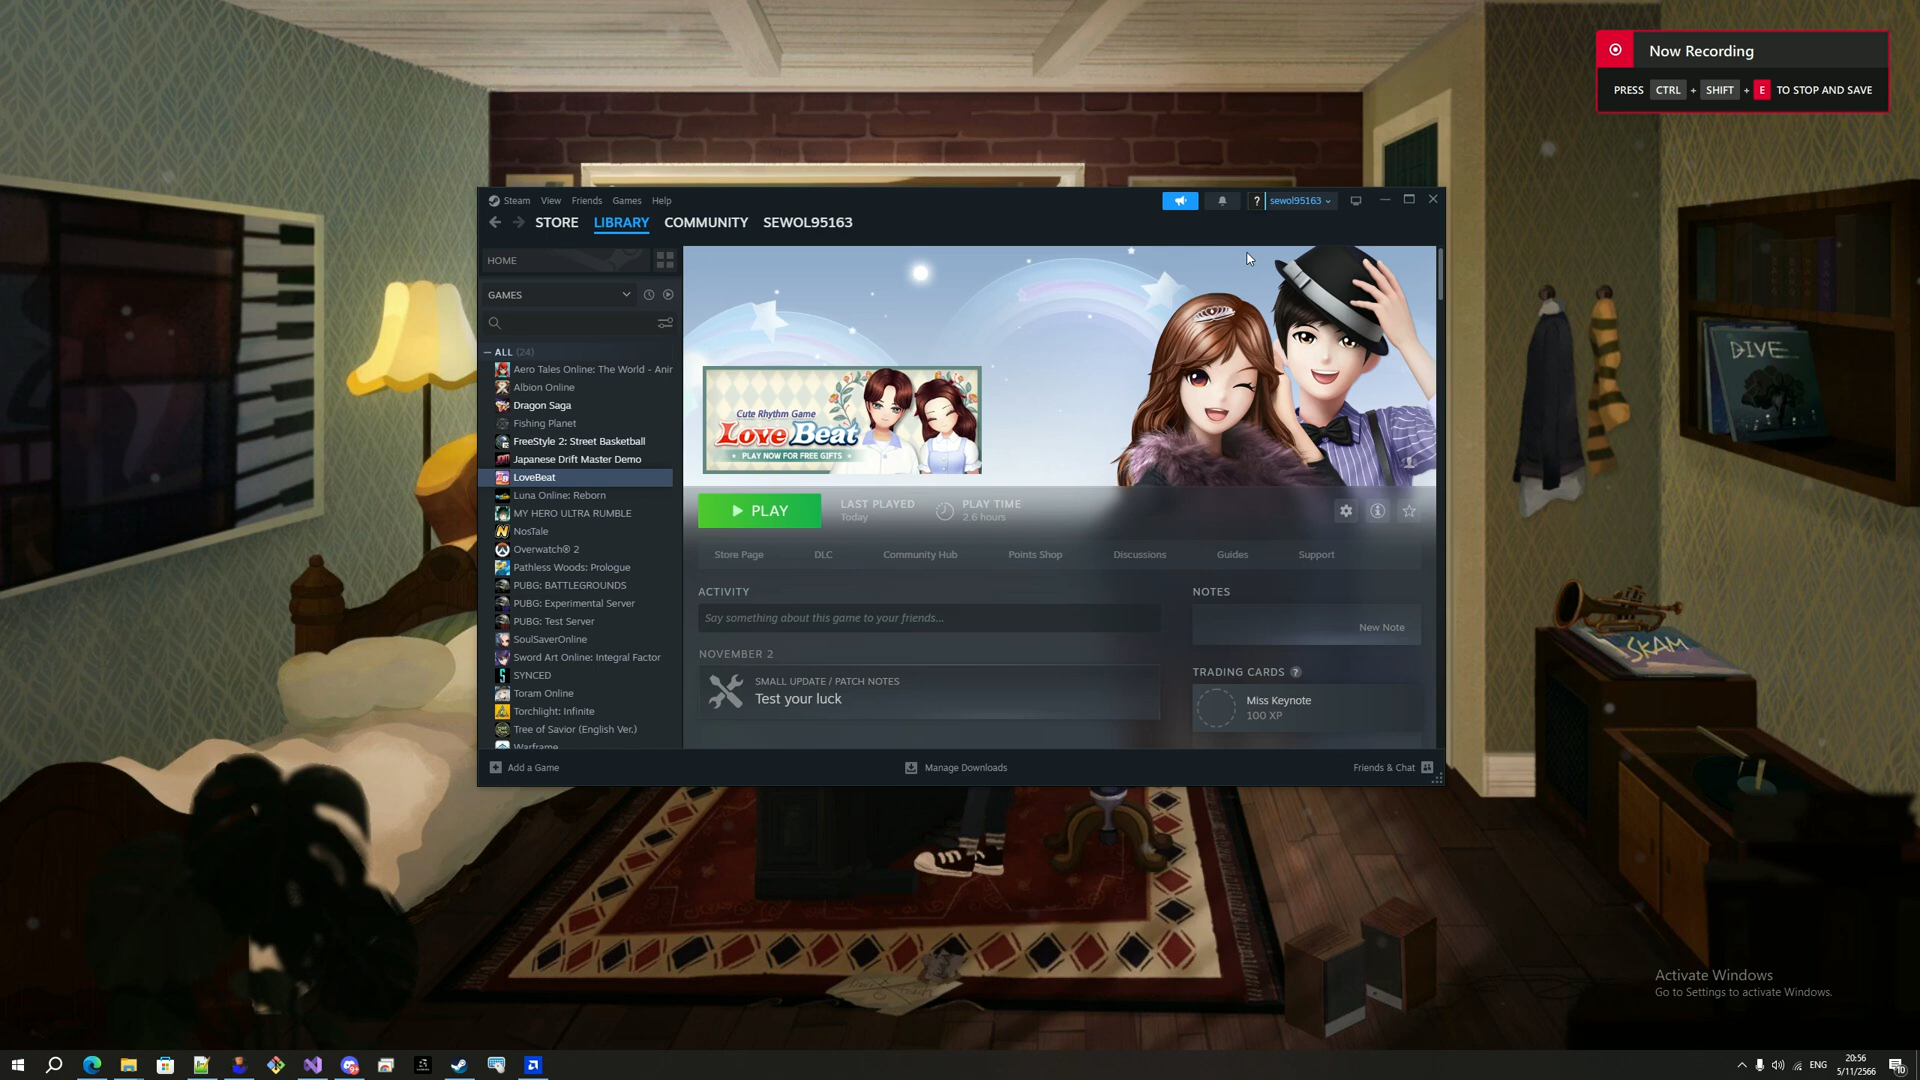 Now Recording
PRESS CTRL + SHIFT + E TO STOP AND SAVE
Steam View Friends Games Help
? sewol95163
STORE LIBRARY COMMUNITY SEWOL95163
HOME
GAMES
ALL (24)
Aero Tales Online: The World - Anir
Albion Online
Dragon Saga
Fishing Planet
FreeStyle 2: Street Basketball
Japanese Drift Master Demo
LoveBeat
Luna Online: Reborn
MY HERO ULTRA RUMBLE
NosTale
Overwatch® 2
Pathless Woods: Prologue
PUBG: BATTLEGROUNDS
PUBG: Experimental Server
PUBG: Test Server
SoulSaverOnline
Sword Art Online: Integral Factor
SYNCED
Toram Online
Torchlight: Infinite
Tree of Savior (English Ver.)
Warframe
Cute Rhythm Game
Love Beat
• PLAY NOW FOR FREE GIFTS •
PLAY
LAST PLAYED
Today
PLAY TIME
2.6 hours
Store Page DLC Community Hub Points Shop Discussions Guides Support
ACTIVITY
Say something about this game to your friends...
NOVEMBER 2
SMALL UPDATE / PATCH NOTES
Test your luck
NOTES
New Note
TRADING CARDS ?
Miss Keynote
100 XP
Add a Game
Manage Downloads
Friends & Chat
DIVE
SKAM
Activate Windows
Go to Settings to activate Windows.
ENG
20:56
5/11/2566
10